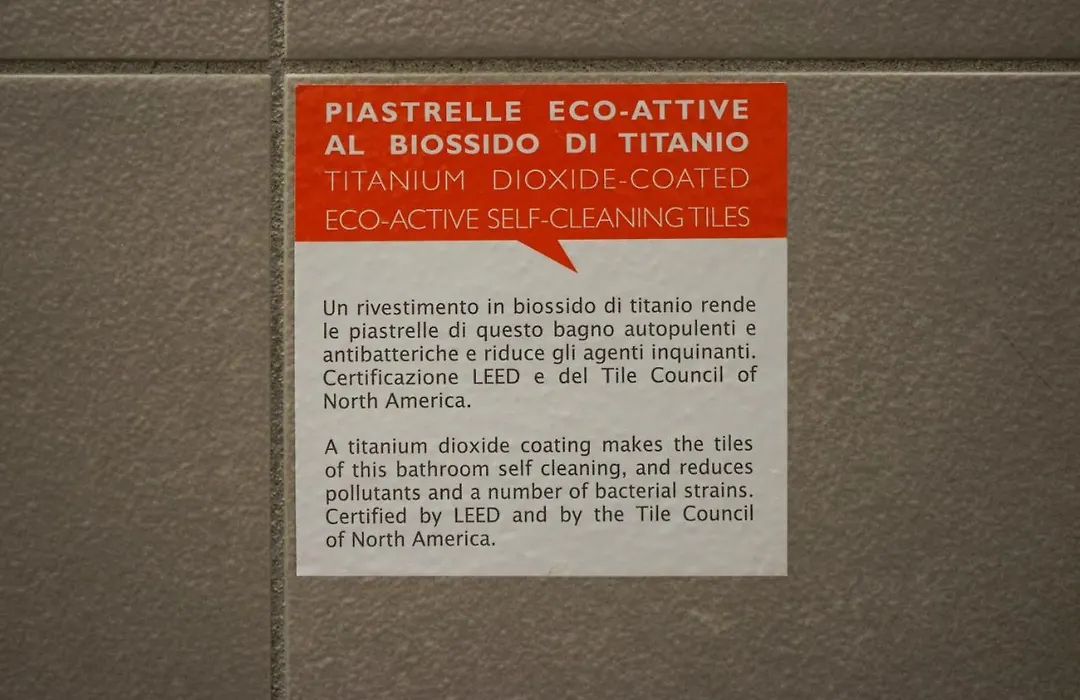 PIASTRELLE ECO-ATTIVE
AL BIOSSIDO DI TITANIO
TITANIUM DIOXIDE-COATED
ECO-ACTIVE SELF-CLEANING TILES
Un rivestimento in biossido di titanio rende
le piastrelle di questo bagno autopulenti e
antibatteriche e riduce gli agenti inquinanti.
Certificazione LEED e del Tile Council of
North America.
A titanium dioxide coating makes the tiles
of this bathroom self cleaning, and reduces
pollutants and a number of bacterial strains.
Certified by LEED and by the Tile Council
of North America.